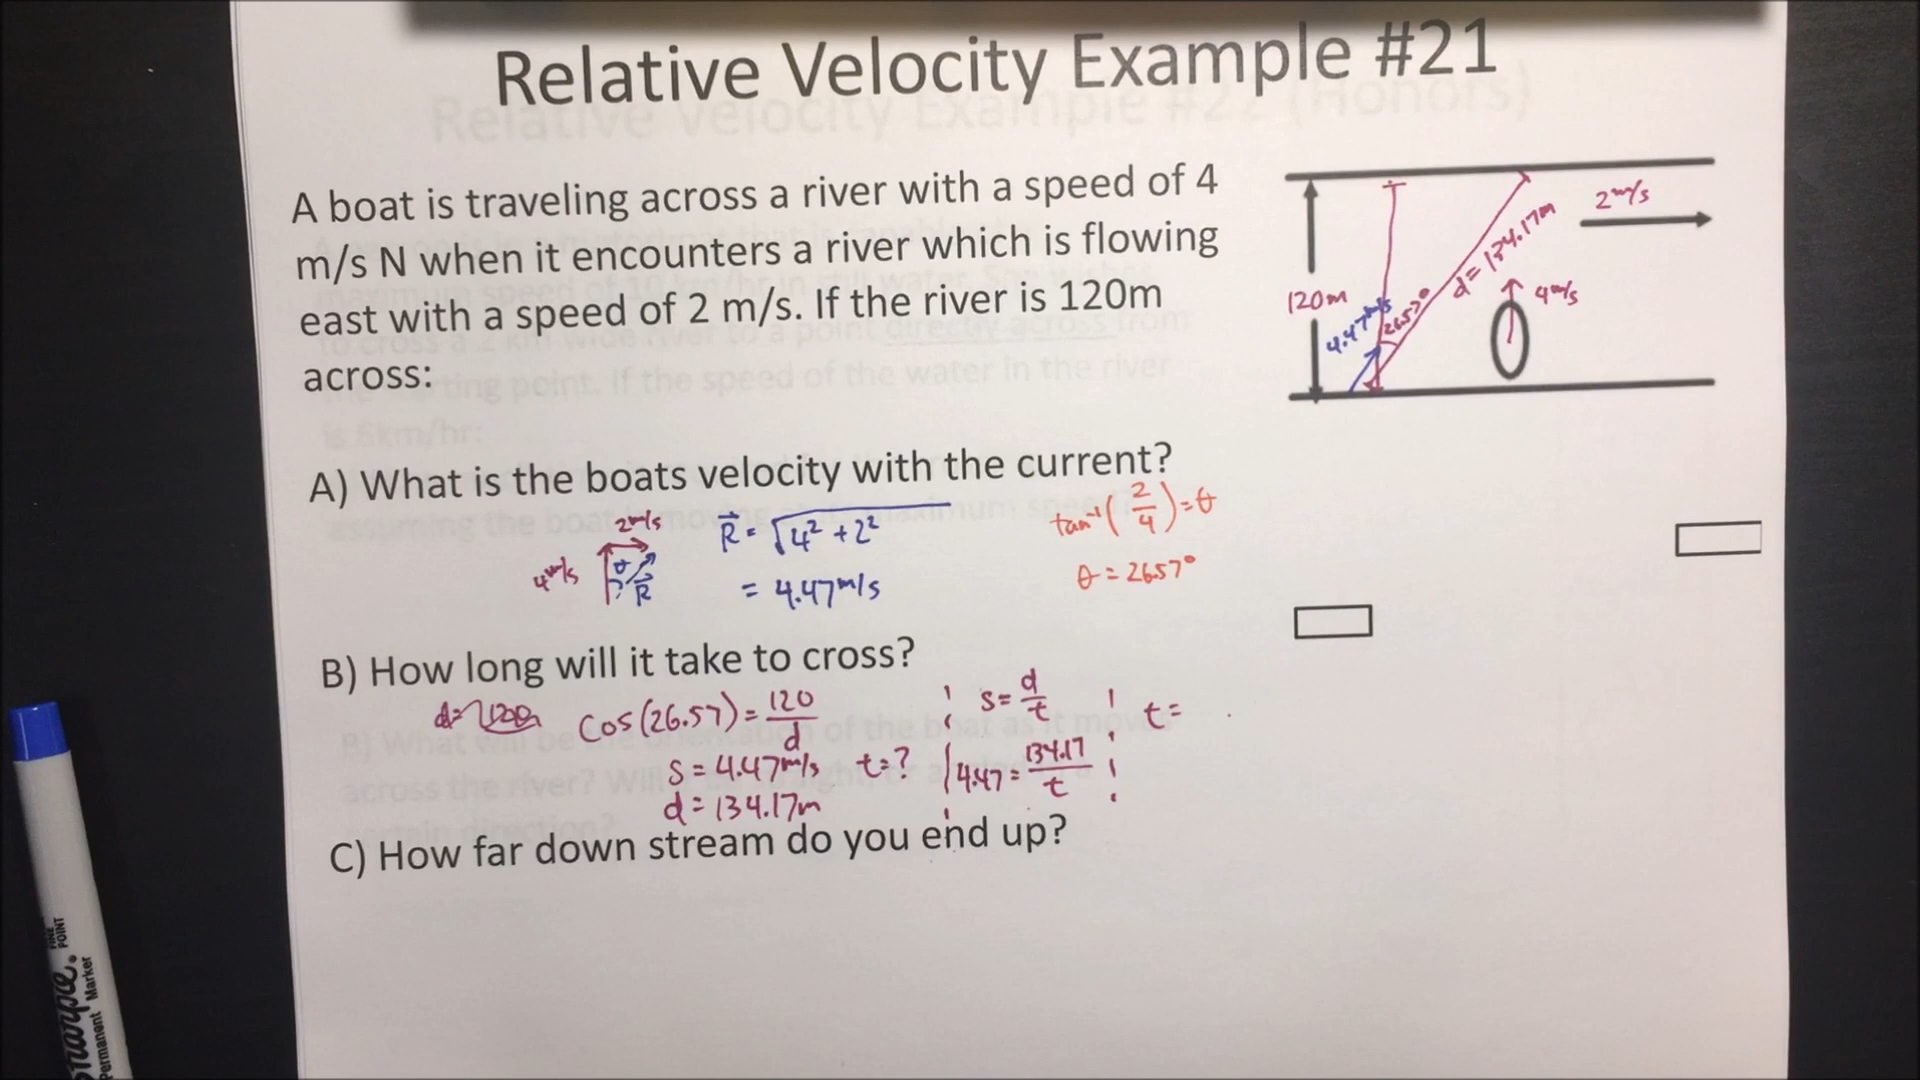 Relative Velocity Example #21
A boat is traveling across a river with a speed of 4
m/s N when it encounters a river which is flowing
east with a speed of 2 m/s. If the river is 120m
across:
2m/s
120m
4.47m/s
26.57°
d=134.17m
4m/s
A) What is the boats velocity with the current?
2m/s
4m/s
θ
R
R = √4² + 2²
= 4.47m/s
tan⁻¹(2/4)=θ
θ = 26.57°
B) How long will it take to cross?
Cos(26.57) = 120/d
s = 4.47m/s t=?
d = 134.17m
s = d/t
4.47 = 134.17/t
t=
C) How far down stream do you end up?
FINE POINT
Permanent Marker